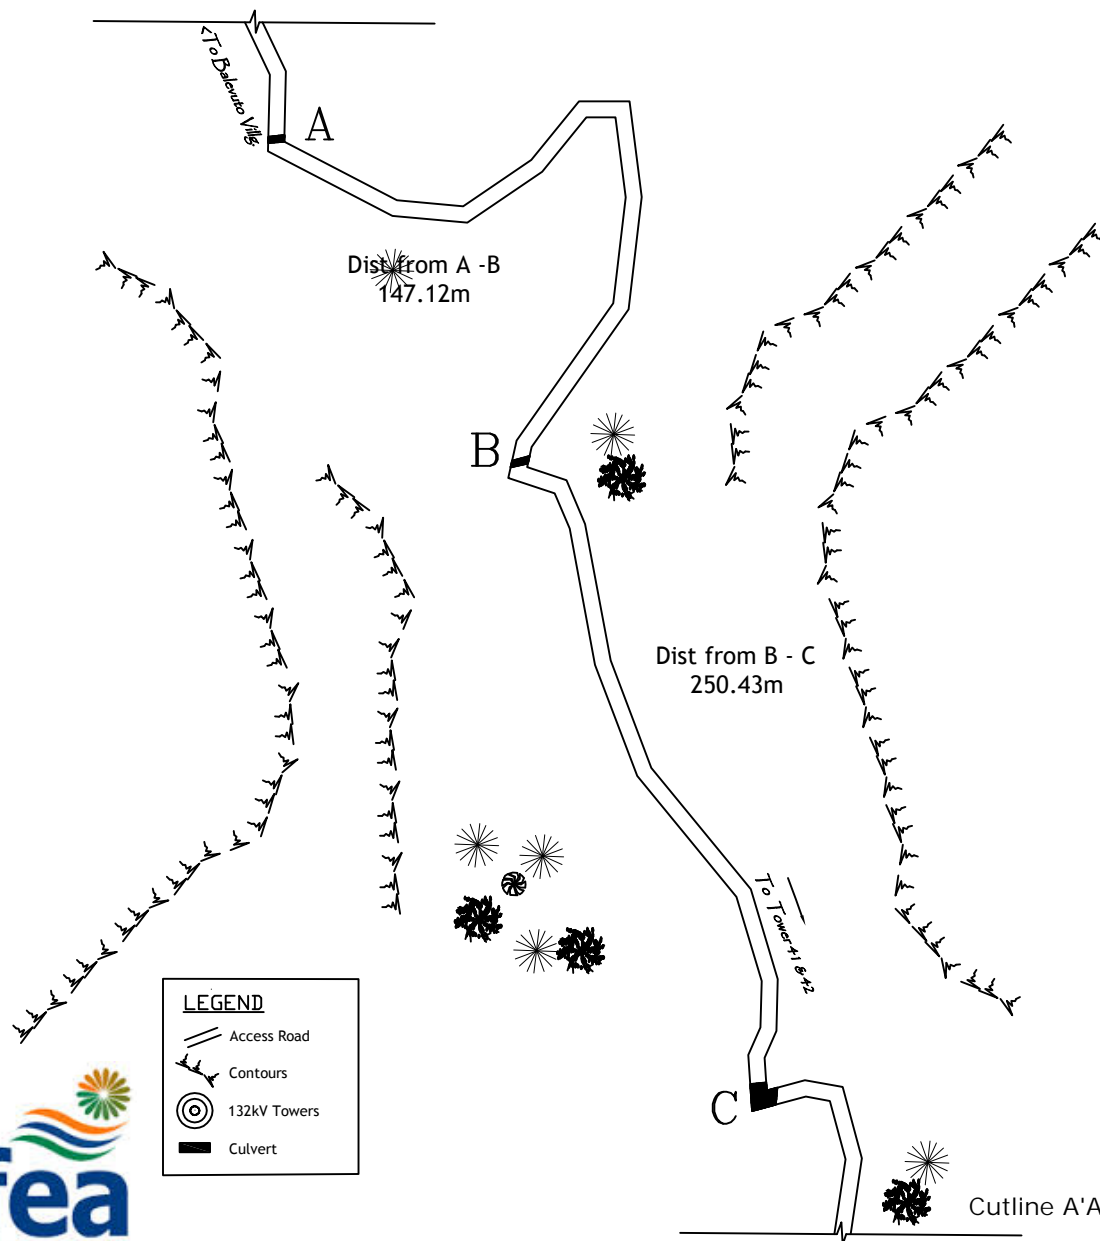 <To Balevuto Villg.
A
Dist from A -B
147.12m
B
Dist from B - C
250.43m
To Tower 41 & 42
LEGEND
Access Road
Contours
132kV Towers
Culvert
C
fea
Cutline A'A